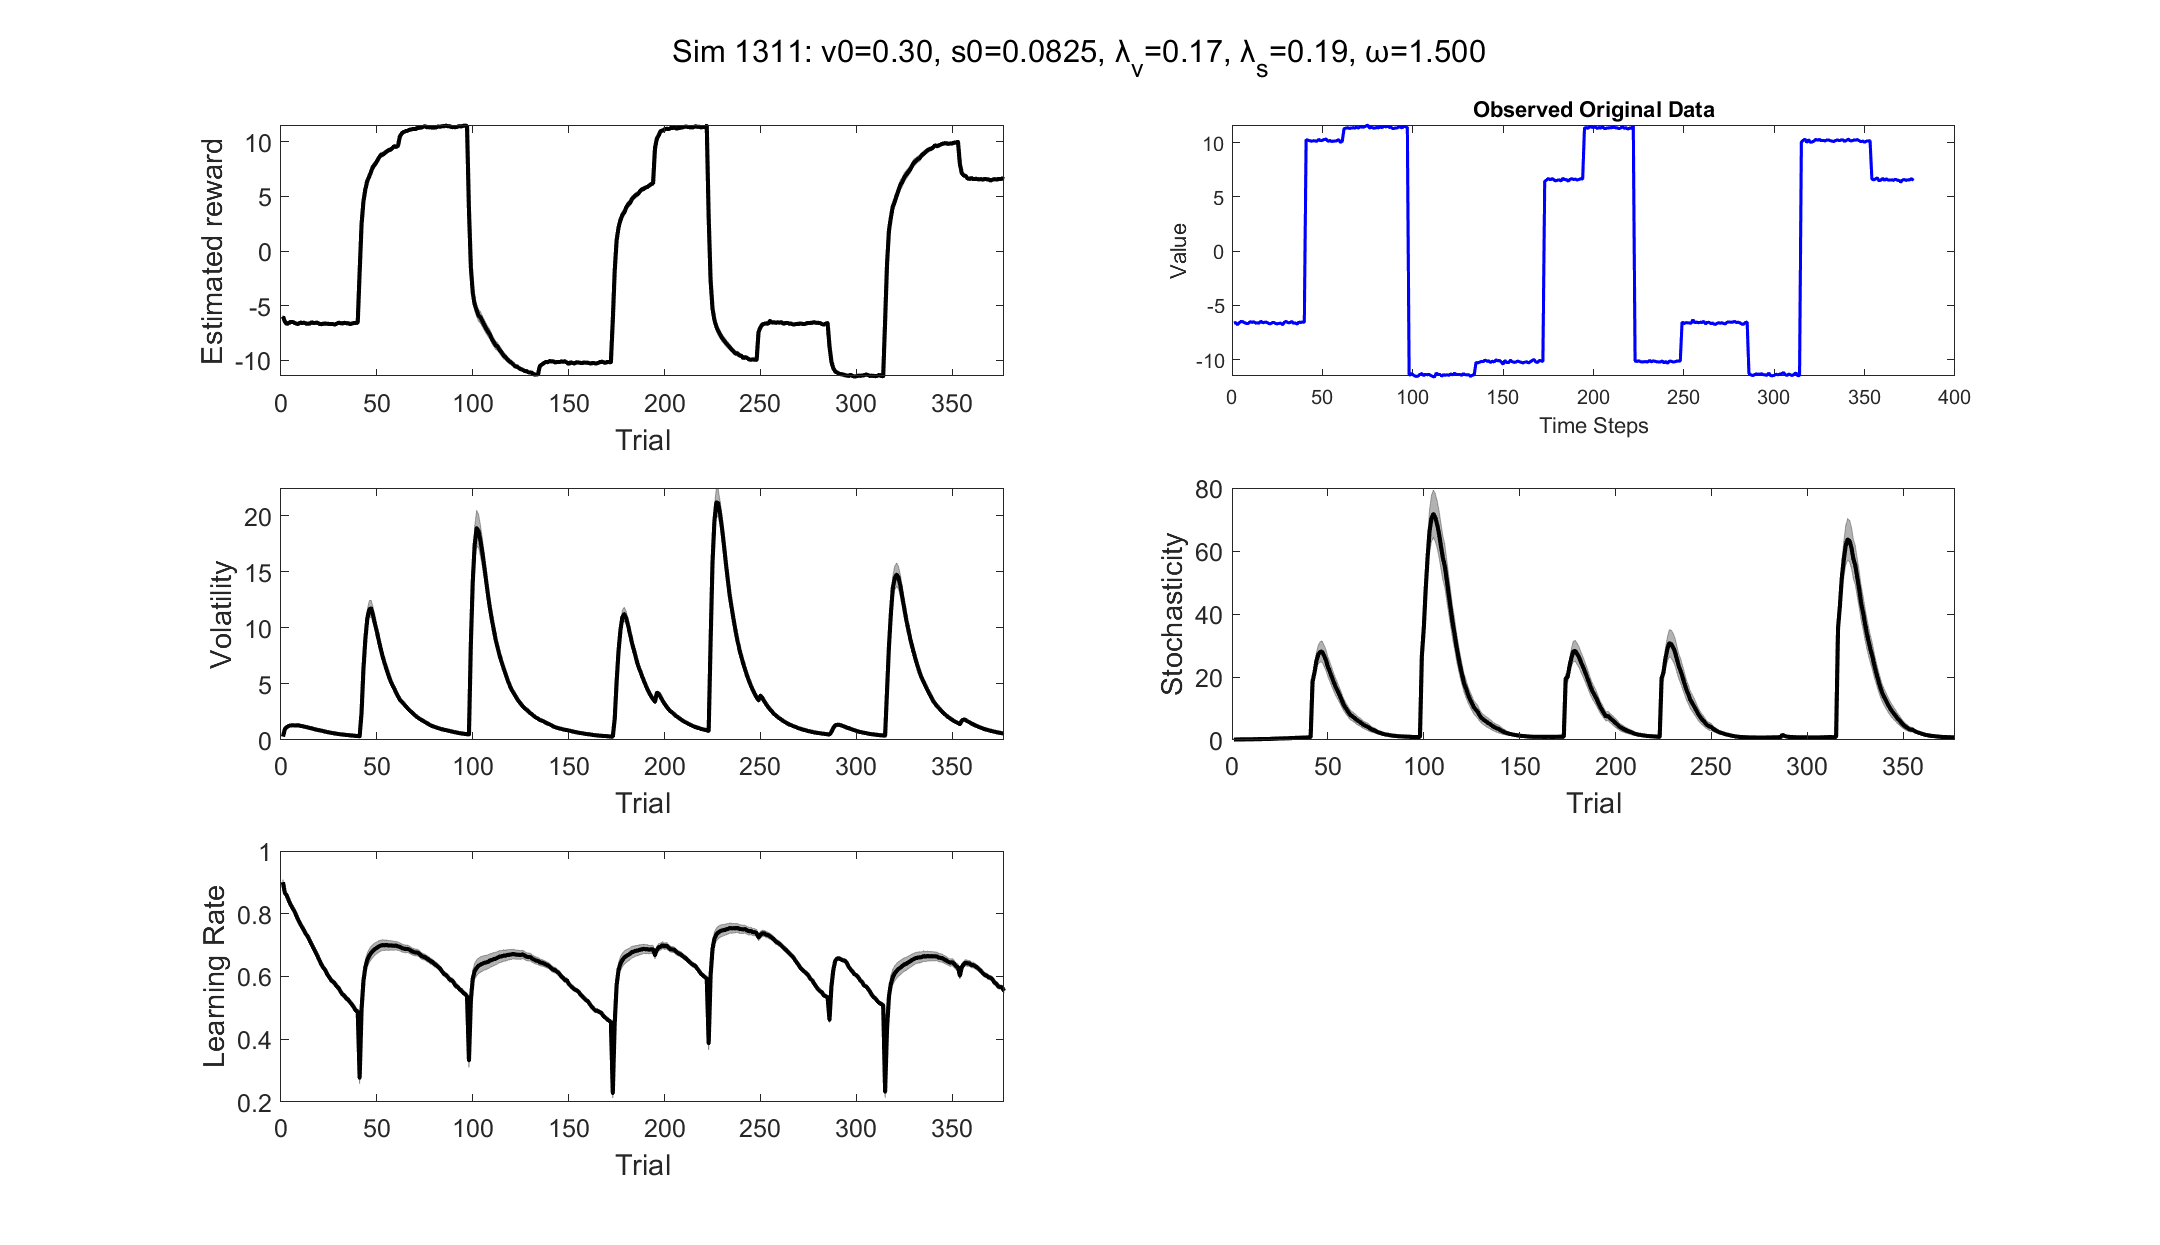 Sim 1311: v0=0.30, s0=0.0825, λ_v=0.17, λ_s=0.19, ω=1.500
Estimated reward
10
5
0
-5
-10
0 50 100 150 200 250 300 350
Trial
Observed Original Data
Value
10
5
0
-5
-10
0 50 100 150 200 250 300 350 400
Time Steps
Volatility
20
15
10
5
0
0 50 100 150 200 250 300 350
Trial
Stochasticity
80
60
40
20
0
0 50 100 150 200 250 300 350
Trial
Learning Rate
1
0.8
0.6
0.4
0.2
0 50 100 150 200 250 300 350
Trial